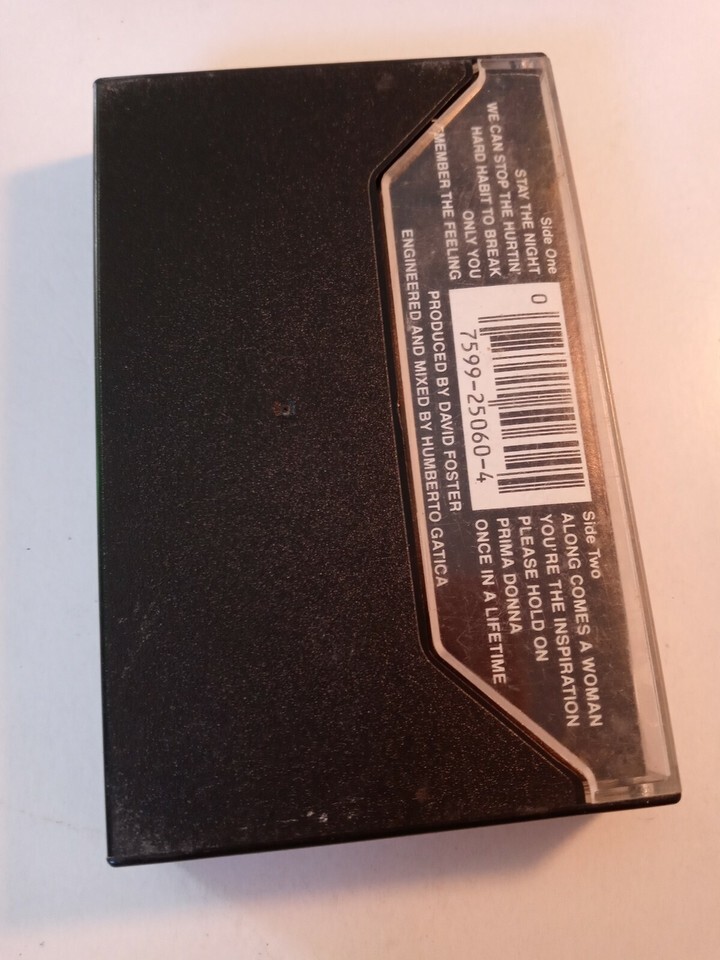 Side One
STAY THE NIGHT
WE CAN STOP THE HURTIN'
HARD HABIT TO BREAK
ONLY YOU
MEMBER THE FEELING
0
7599-25060-4
Side Two
ALONG COMES A WOMAN
YOU'RE THE INSPIRATION
PLEASE HOLD ON
PRIMA DONNA
ONCE IN A LIFETIME
PRODUCED BY DAVID FOSTER
ENGINEERED AND MIXED BY HUMBERTO GATICA